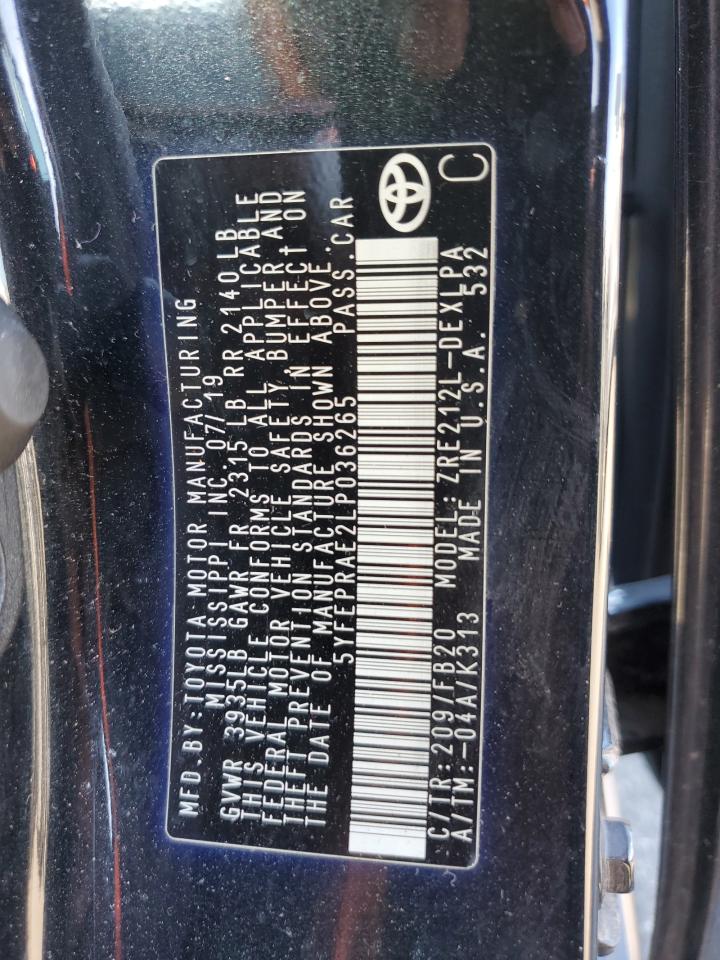 MFD.BY:TOYOTA MOTOR MANUFACTURING
MISSISSIPPI INC. 07/19
GVWR 3935LB GAWR FR 2315 LB RR 2140LB
THIS VEHICLE CONFORMS TO ALL APPLICABLE
FEDERAL MOTOR VEHICLE SAFETY, BUMPER AND
THEFT PREVENTION STANDARDS IN EFFECT ON
THE DATE OF MANUFACTURE SHOWN ABOVE.
5YFEPRAE2LP036265 PASS.CAR
C/TR:209/FB20 MODEL:ZRE212L-DEXLPA
A/TM:-04A/K313 MADE IN U.S.A. 532
C